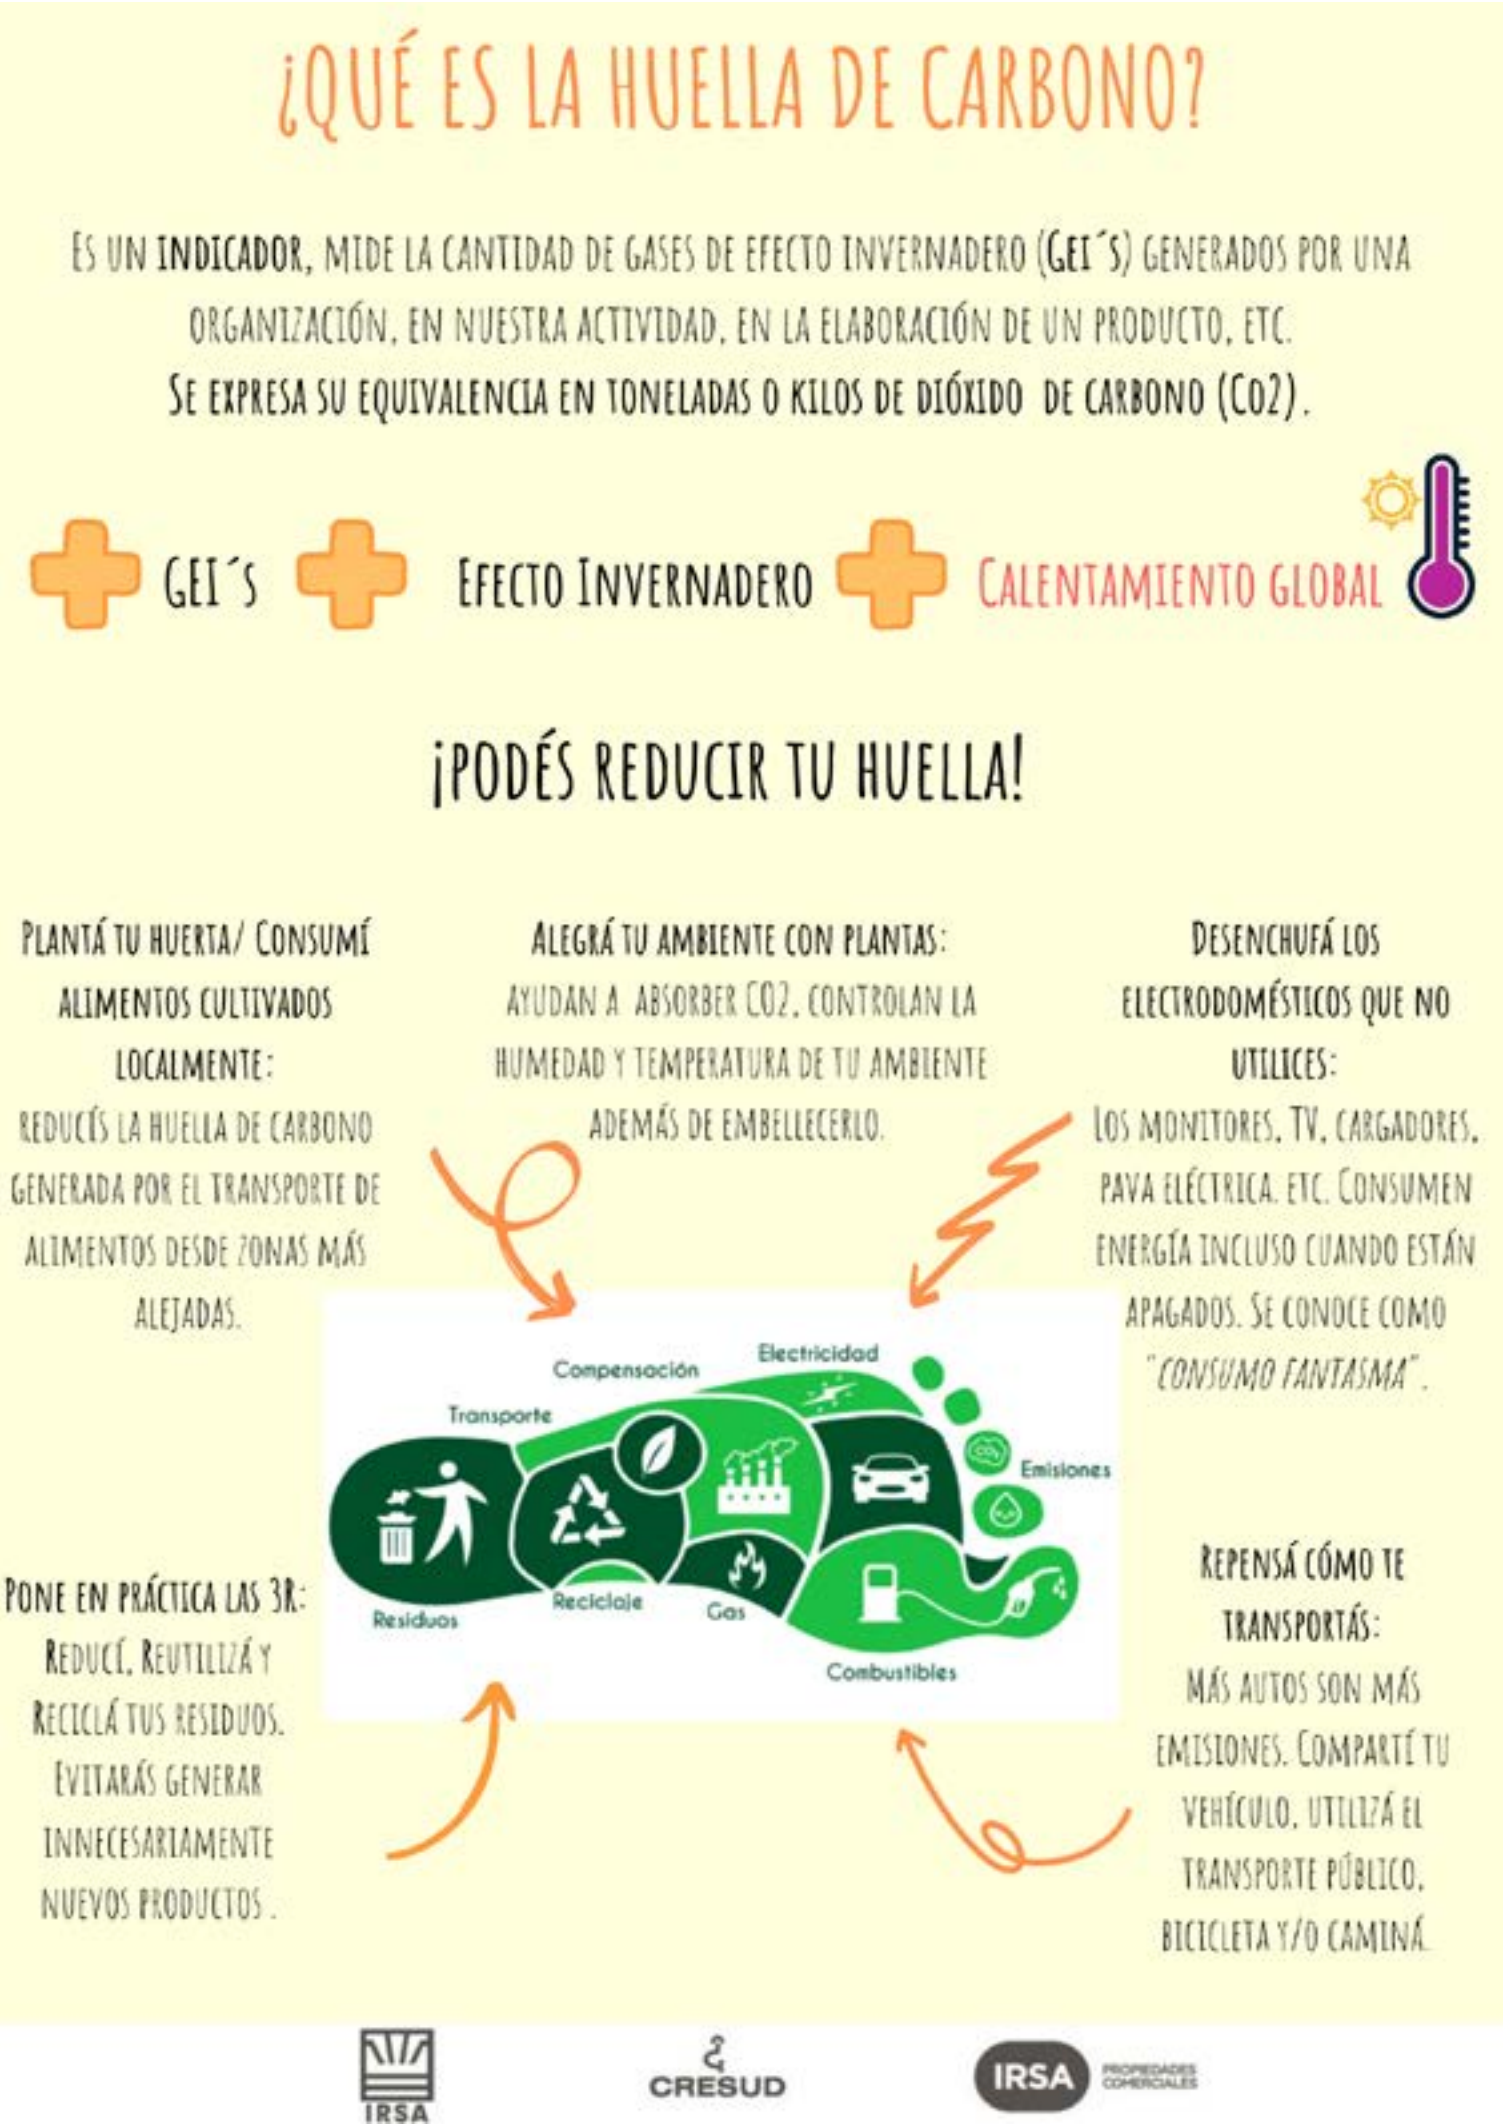 ¿QUÉ ES LA HUELLA DE CARBONO?
ES UN INDICADOR, MIDE LA CANTIDAD DE GASES DE EFECTO INVERNADERO (GEI´S) GENERADOS POR UNA
ORGANIZACIÓN, EN NUESTRA ACTIVIDAD, EN LA ELABORACIÓN DE UN PRODUCTO, ETC.
SE EXPRESA SU EQUIVALENCIA EN TONELADAS O KILOS DE DIÓXIDO DE CARBONO (CO2).
GEI´S
EFECTO INVERNADERO
CALENTAMIENTO GLOBAL
¡PODÉS REDUCIR TU HUELLA!
PLANTÁ TU HUERTA/ CONSUMÍ
ALIMENTOS CULTIVADOS
LOCALMENTE:
REDUCÍS LA HUELLA DE CARBONO
GENERADA POR EL TRANSPORTE DE
ALIMENTOS DESDE ZONAS MÁS
ALEJADAS.
ALEGRÁ TU AMBIENTE CON PLANTAS:
AYUDAN A ABSORBER CO2, CONTROLAN LA
HUMEDAD Y TEMPERATURA DE TU AMBIENTE
ADEMÁS DE EMBELLECERLO.
DESENCHUFÁ LOS
ELECTRODOMÉSTICOS QUE NO
UTILICES:
LOS MONITORES, TV, CARGADORES,
PAVA ELÉCTRICA. ETC. CONSUMEN
ENERGÍA INCLUSO CUANDO ESTÁN
APAGADOS. SE CONOCE COMO
"CONSUMO FANTASMA".
Electricidad
Compensación
Transporte
CO2
Emisiones
Reciclaje
Gas
Residuos
Combustibles
PONE EN PRÁCTICA LAS 3R:
REDUCÍ, REUTILIZÁ Y
RECICLÁ TUS RESIDUOS.
EVITARÁS GENERAR
INNECESARIAMENTE
NUEVOS PRODUCTOS .
REPENSÁ CÓMO TE
TRANSPORTÁS:
MÁS AUTOS SON MÁS
EMISIONES. COMPARTÍ TU
VEHÍCULO, UTILIZÁ EL
TRANSPORTE PÚBLICO,
BICICLETA Y/O CAMINÁ.
IRSA
CRESUD
IRSA
PROPIEDADES
COMERCIALES